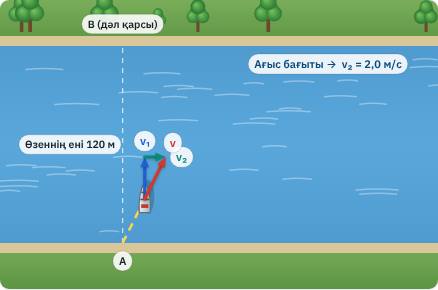 B (дәл қарсы)
Ағыс бағыты → v₂ = 2,0 м/с
Өзеннің ені 120 м
v₁
v
v₂
A